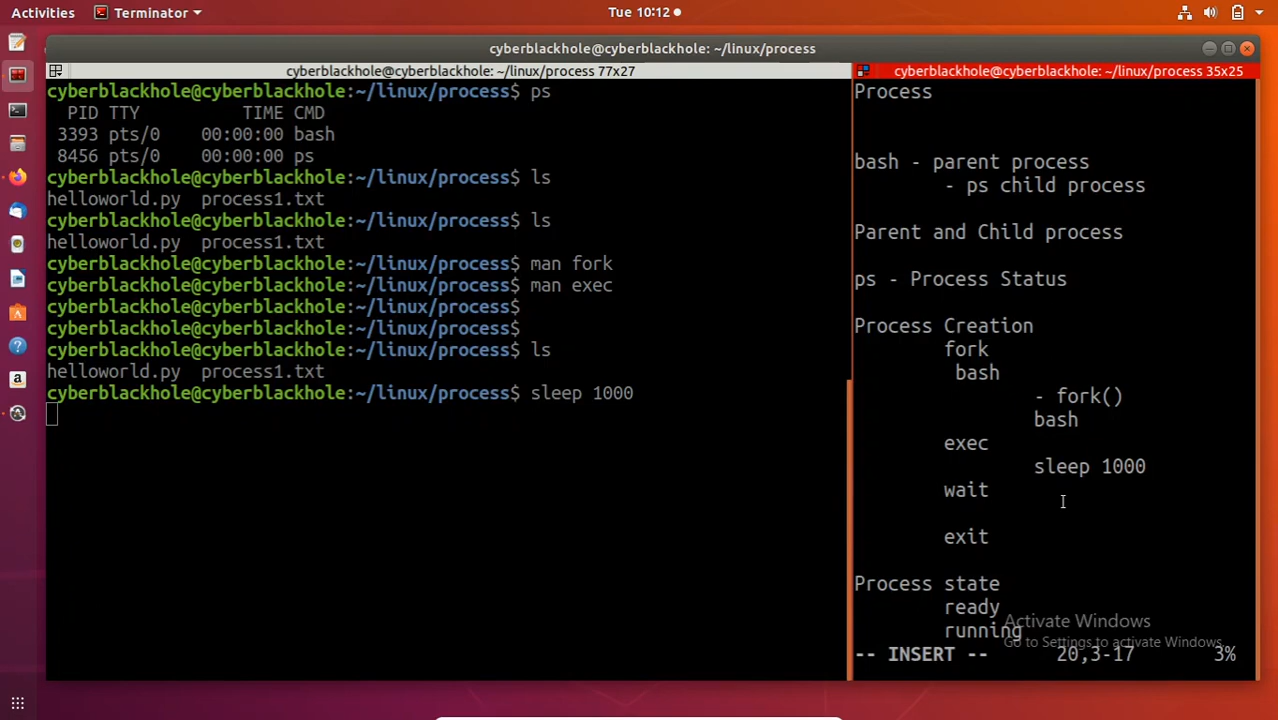 Activities Terminator Tue 10:12
cyberblackhole@cyberblackhole: ~/linux/process
cyberblackhole@cyberblackhole: ~/linux/process 77x27
cyberblackhole@cyberblackhole:~/linux/process$ ps
PID TTY TIME CMD
3393 pts/0 00:00:00 bash
8456 pts/0 00:00:00 ps
cyberblackhole@cyberblackhole:~/linux/process$ ls
helloworld.py process1.txt
cyberblackhole@cyberblackhole:~/linux/process$ ls
helloworld.py process1.txt
cyberblackhole@cyberblackhole:~/linux/process$ man fork
cyberblackhole@cyberblackhole:~/linux/process$ man exec
cyberblackhole@cyberblackhole:~/linux/process$
cyberblackhole@cyberblackhole:~/linux/process$
cyberblackhole@cyberblackhole:~/linux/process$ ls
helloworld.py process1.txt
cyberblackhole@cyberblackhole:~/linux/process$ sleep 1000
cyberblackhole@cyberblackhole: ~/linux/process 35x25
Process
bash - parent process
- ps child process
Parent and Child process
ps - Process Status
Process Creation
fork
bash
- fork()
bash
exec
sleep 1000
wait
exit
Process state
ready
running
-- INSERT -- 20,3-17 3%
Activate Windows
Go to Settings to activate Windows.